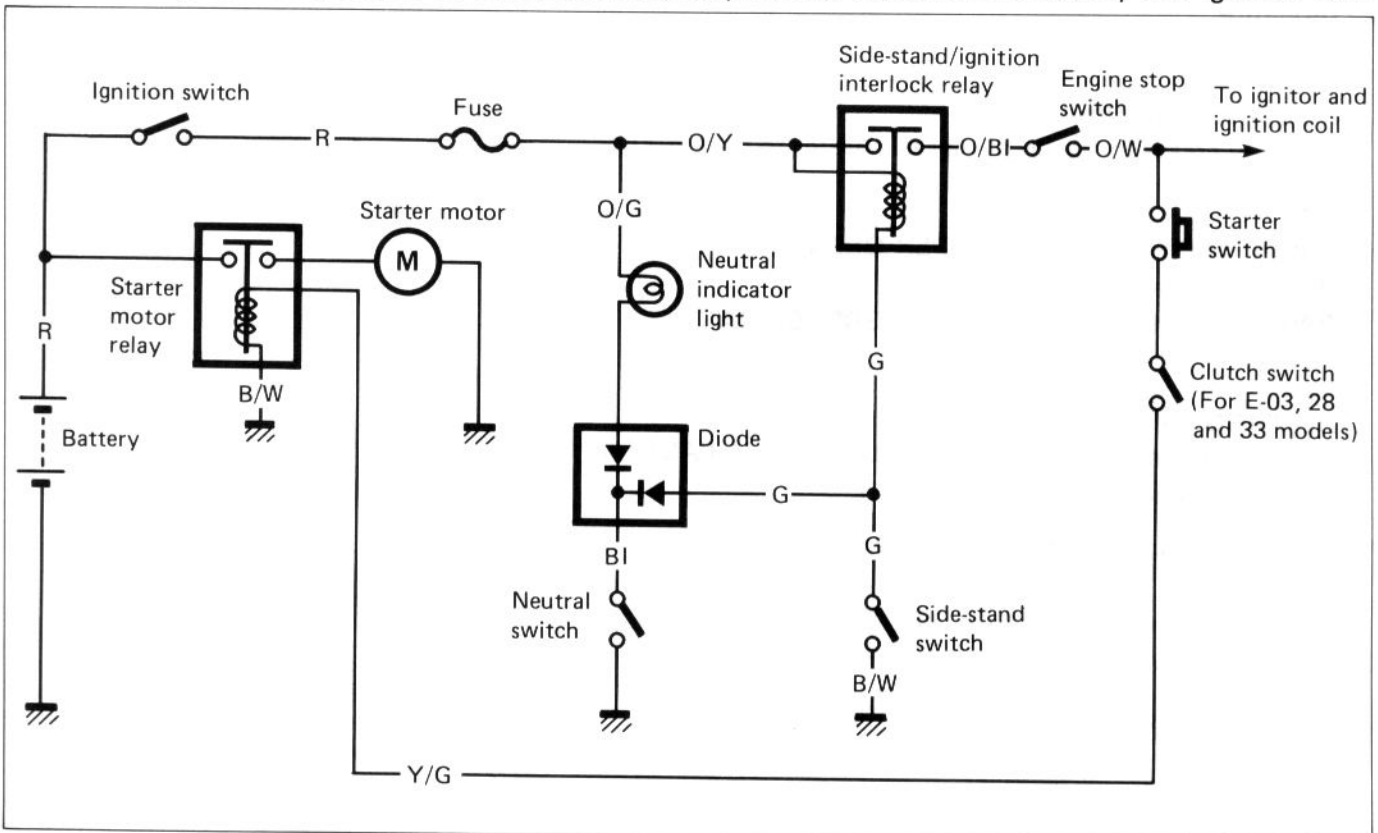 Ignition switch
Fuse
Side-stand/ignition
interlock relay
Engine stop
switch
To ignitor and
ignition coil
R
O/Y
O/Bl
O/W
Starter motor
O/G
Starter
switch
M
Neutral
indicator
light
Starter
motor
relay
R
G
B/W
Clutch switch
(For E-03, 28
and 33 models)
Battery
Diode
G
Bl
G
Neutral
switch
Side-stand
switch
B/W
Y/G